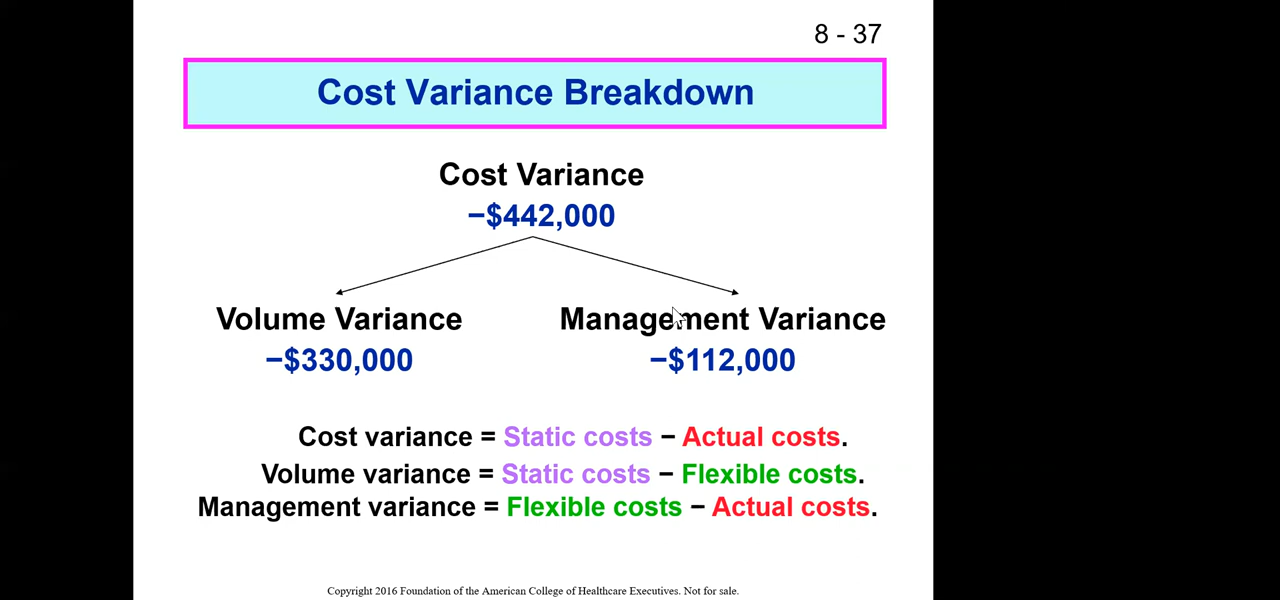 8 - 37
Cost Variance Breakdown
Cost Variance
−$442,000
Volume Variance
Management Variance
−$330,000
−$112,000
Cost variance = Static costs − Actual costs.
Volume variance = Static costs − Flexible costs.
Management variance = Flexible costs − Actual costs.
Copyright 2016 Foundation of the American College of Healthcare Executives. Not for sale.